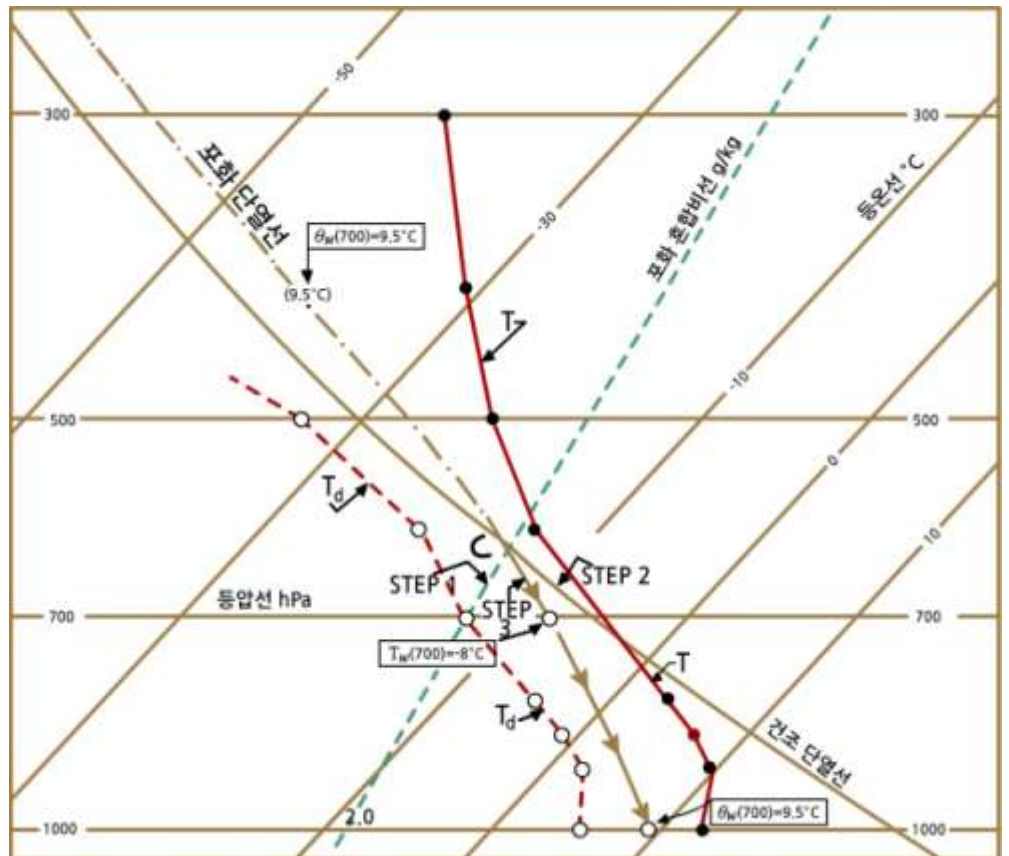 -50
300
300
포화 단열선
포화 혼합비선 g/kg
등온선 °C
-30
θw(700)=9.5°C
(9.5°C)
T
-10
500
500
0
Td
10
C
STEP 1
STEP 2
등압선 hPa
STEP
3
700
700
Tw(700)=-8°C
T
Td
건조 단열선
2.0
θw(700)=9.5°C
1000
1000